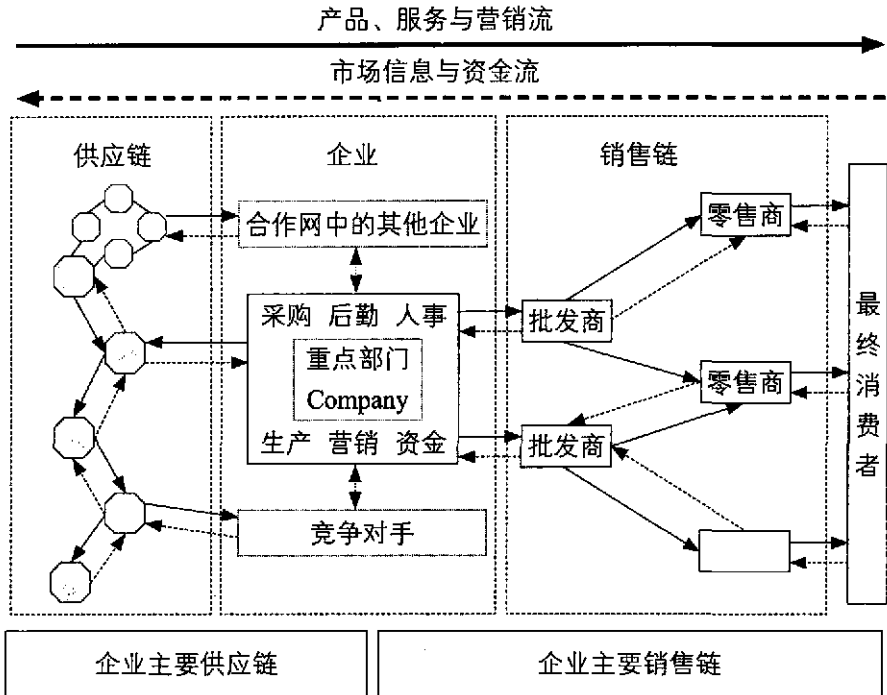 产品、服务与营销流
市场信息与资金流
供应链
企业
销售链
合作网中的其他企业
零售商
采购 后勤 人事
批发商
重点部门
Company
零售商
生产 营销 资金
批发商
竞争对手
最终消费者
企业主要供应链
企业主要销售链